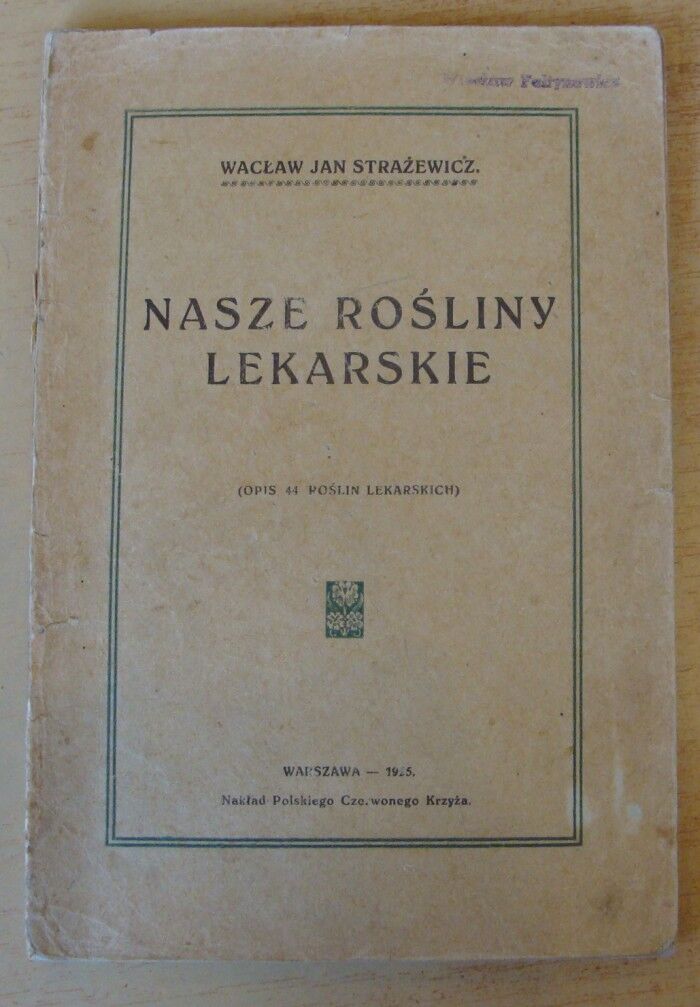 WACŁAW JAN STRAŻEWICZ.
NASZE ROŚLINY
LEKARSKIE
(OPIS 44 ROŚLIN LEKARSKICH)
WARSZAWA — 1925.
Nakład Polskiego Czerwonego Krzyża.